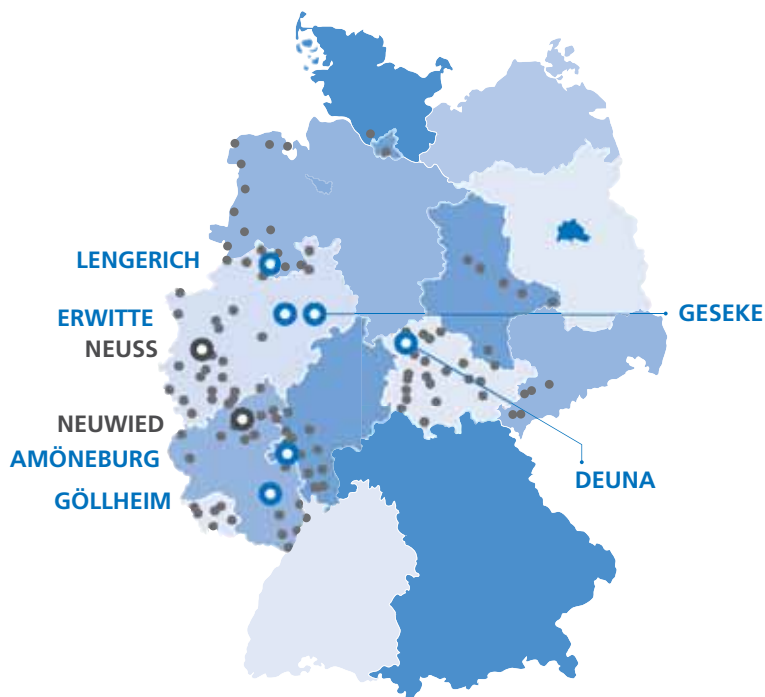 LENGERICH
ERWITTE
GESEKE
NEUSS
NEUWIED
AMÖNEBURG
DEUNA
GÖLLHEIM